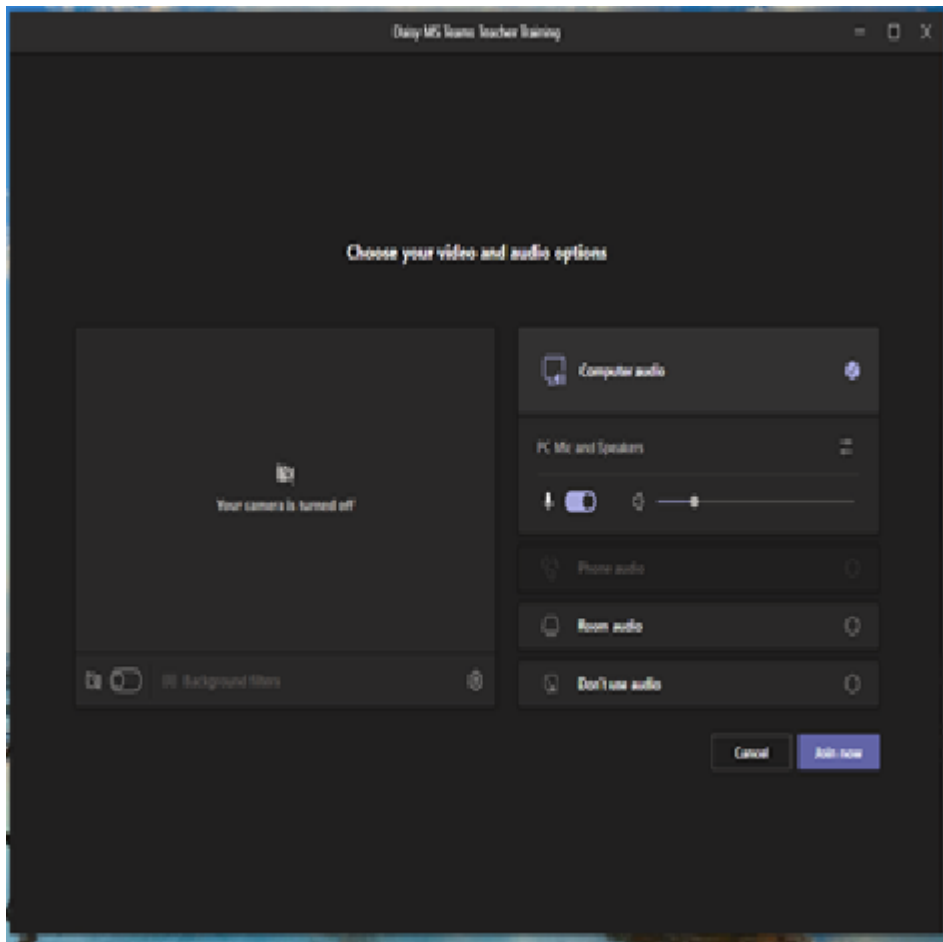 Daisy MS Teams Teacher Training
Choose your video and audio options
Your camera is turned off
Background filters
Computer audio
PC Mic and Speakers
Phone audio
Room audio
Don't use audio
Cancel
Join now